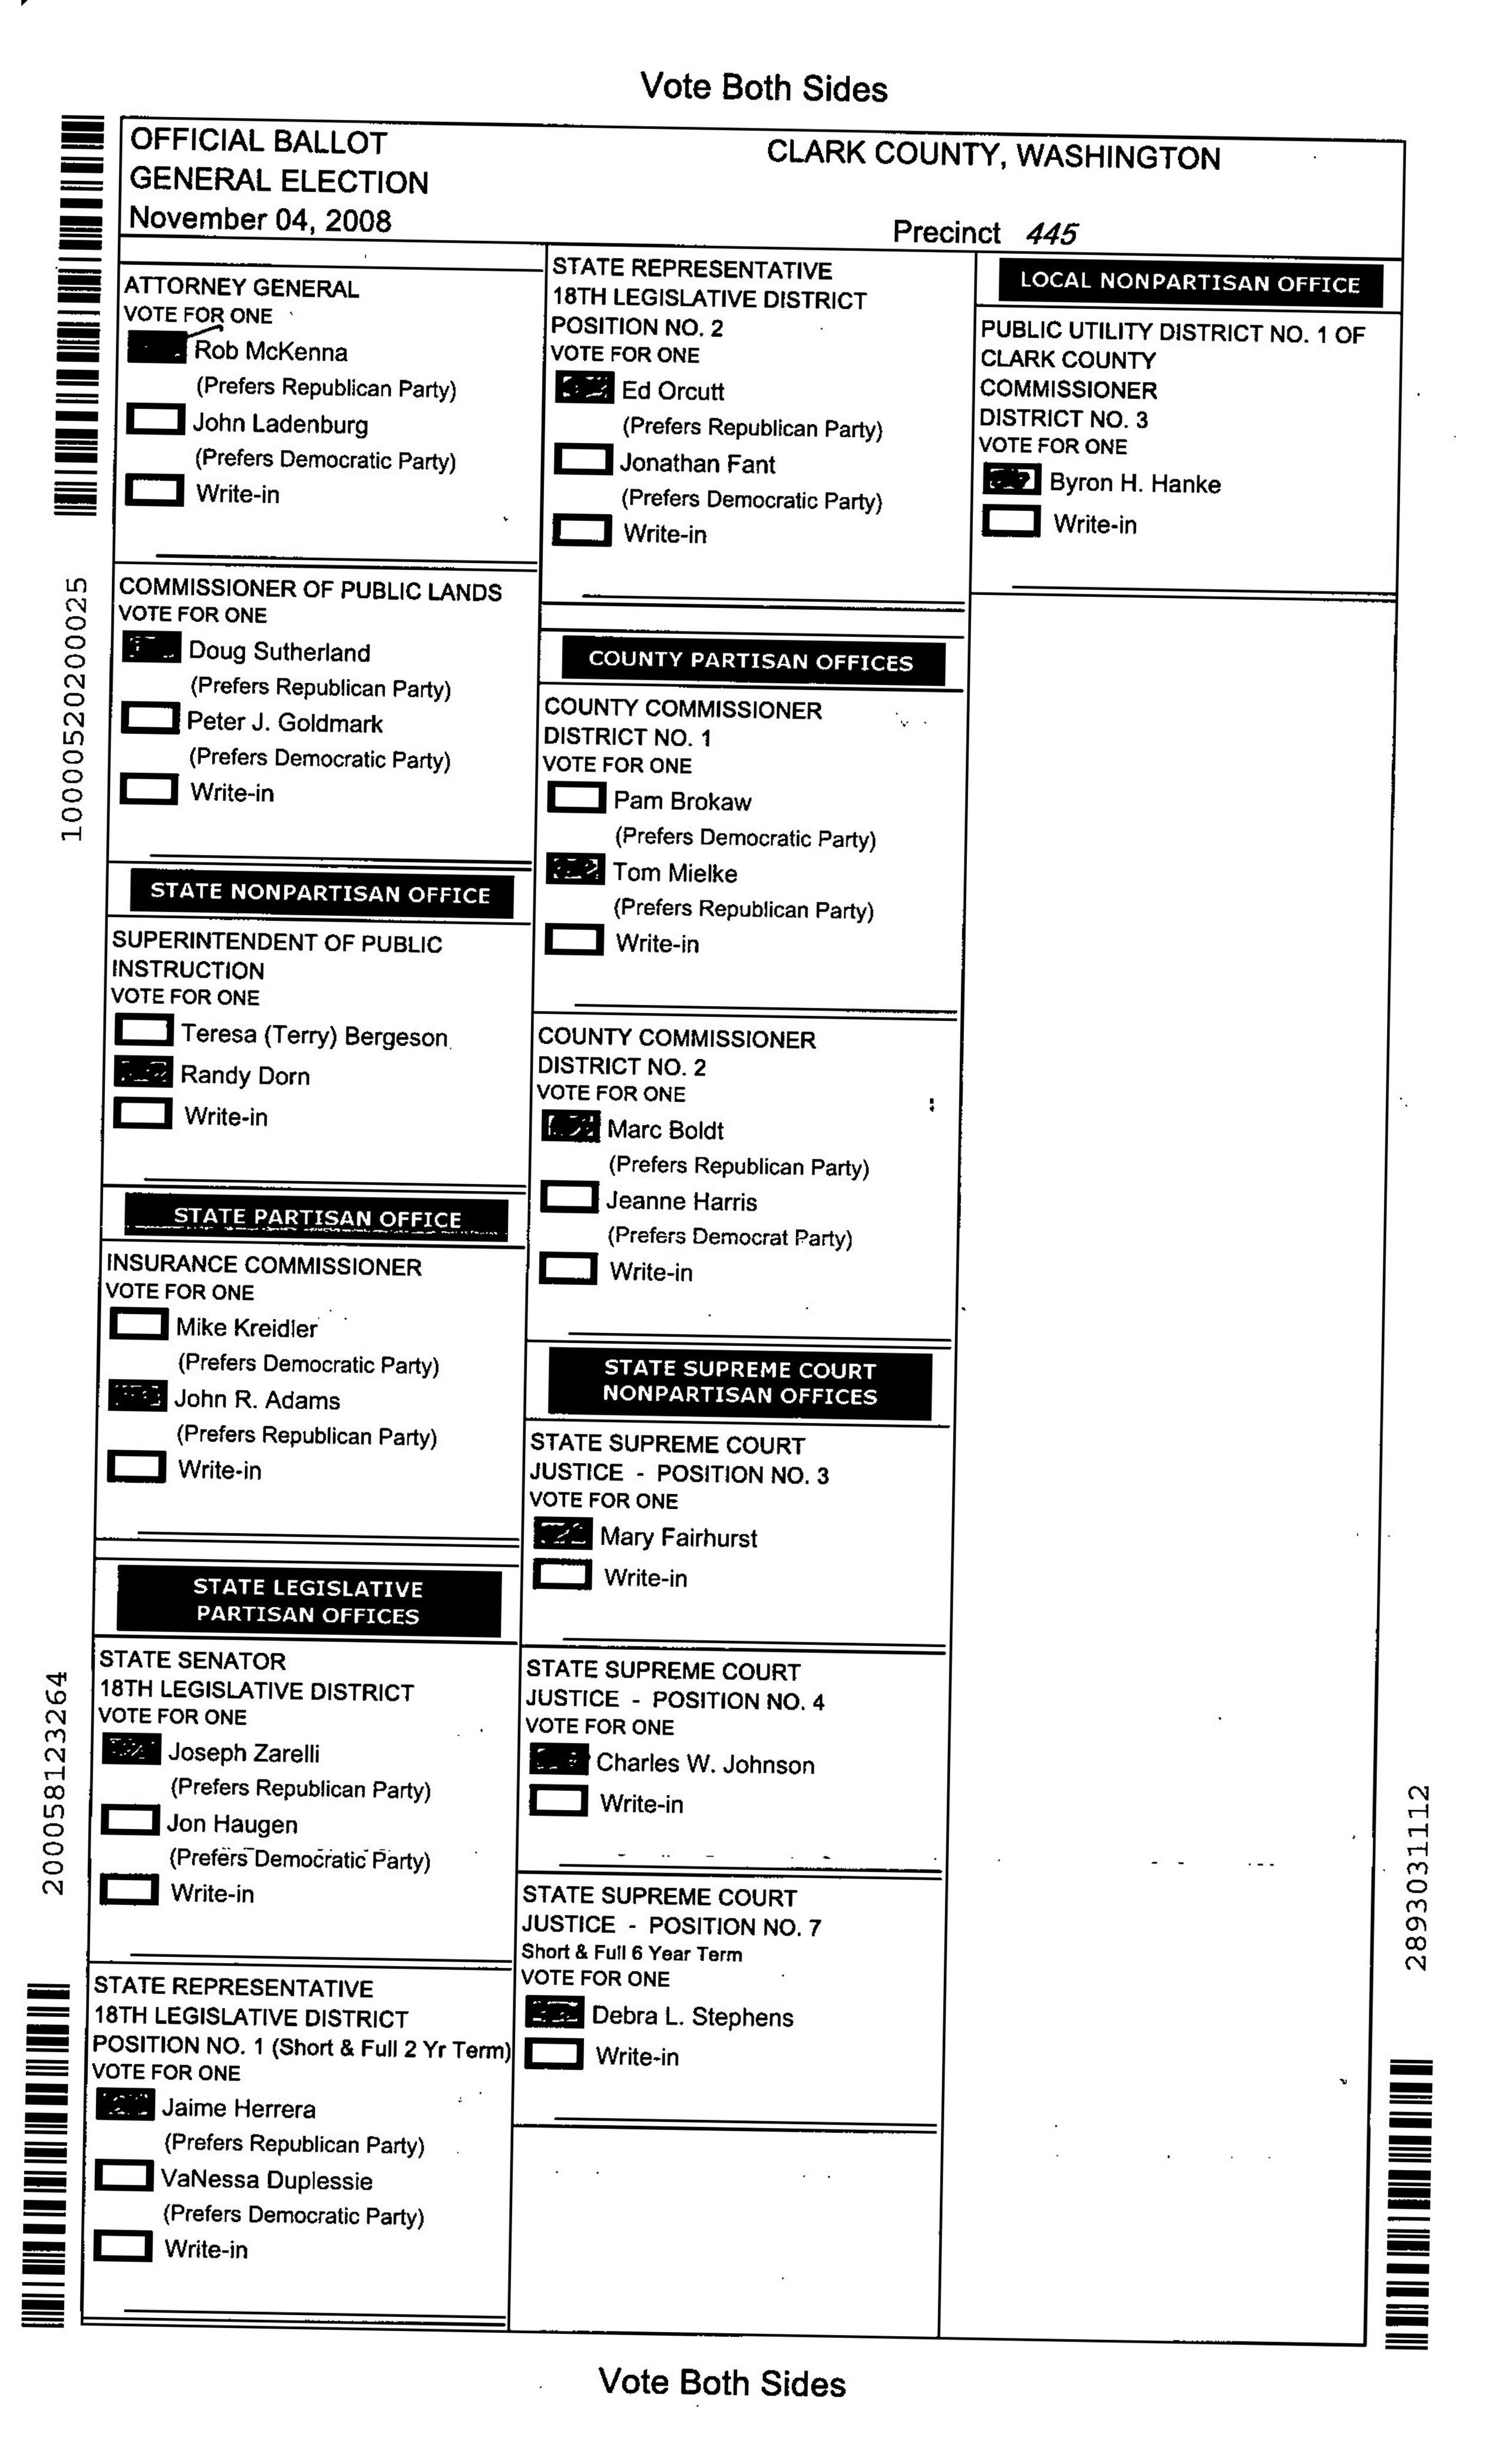 Vote Both Sides
OFFICIAL BALLOT
GENERAL ELECTION
November 04, 2008
CLARK COUNTY, WASHINGTON
Precinct 445
100005202000025
200058123264
ATTORNEY GENERAL
VOTE FOR ONE
Rob McKenna
(Prefers Republican Party)
John Ladenburg
(Prefers Democratic Party)
Write-in
COMMISSIONER OF PUBLIC LANDS
VOTE FOR ONE
Doug Sutherland
(Prefers Republican Party)
Peter J. Goldmark
(Prefers Democratic Party)
Write-in
STATE NONPARTISAN OFFICE
SUPERINTENDENT OF PUBLIC
INSTRUCTION
VOTE FOR ONE
Teresa (Terry) Bergeson
Randy Dorn
Write-in
STATE PARTISAN OFFICE
INSURANCE COMMISSIONER
VOTE FOR ONE
Mike Kreidler
(Prefers Democratic Party)
John R. Adams
(Prefers Republican Party)
Write-in
STATE LEGISLATIVE
PARTISAN OFFICES
STATE SENATOR
18TH LEGISLATIVE DISTRICT
VOTE FOR ONE
Joseph Zarelli
(Prefers Republican Party)
Jon Haugen
(Prefers Democratic Party)
Write-in
STATE REPRESENTATIVE
18TH LEGISLATIVE DISTRICT
POSITION NO. 1 (Short & Full 2 Yr Term)
VOTE FOR ONE
Jaime Herrera
(Prefers Republican Party)
VaNessa Duplessie
(Prefers Democratic Party)
Write-in
STATE REPRESENTATIVE
18TH LEGISLATIVE DISTRICT
POSITION NO. 2
VOTE FOR ONE
Ed Orcutt
(Prefers Republican Party)
Jonathan Fant
(Prefers Democratic Party)
Write-in
COUNTY PARTISAN OFFICES
COUNTY COMMISSIONER
DISTRICT NO. 1
VOTE FOR ONE
Pam Brokaw
(Prefers Democratic Party)
Tom Mielke
(Prefers Republican Party)
Write-in
COUNTY COMMISSIONER
DISTRICT NO. 2
VOTE FOR ONE
Marc Boldt
(Prefers Republican Party)
Jeanne Harris
(Prefers Democrat Party)
Write-in
STATE SUPREME COURT
NONPARTISAN OFFICES
STATE SUPREME COURT
JUSTICE - POSITION NO. 3
VOTE FOR ONE
Mary Fairhurst
Write-in
STATE SUPREME COURT
JUSTICE - POSITION NO. 4
VOTE FOR ONE
Charles W. Johnson
Write-in
STATE SUPREME COURT
JUSTICE - POSITION NO. 7
Short & Full 6 Year Term
VOTE FOR ONE
Debra L. Stephens
Write-in
LOCAL NONPARTISAN OFFICE
PUBLIC UTILITY DISTRICT NO. 1 OF
CLARK COUNTY
COMMISSIONER
DISTRICT NO. 3
VOTE FOR ONE
Byron H. Hanke
Write-in
2893031112
Vote Both Sides